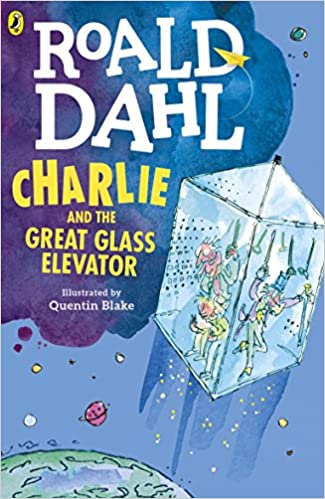 ROALD
DAHL
CHARLIE
AND THE
GREAT GLASS
ELEVATOR
Illustrated by
Quentin Blake